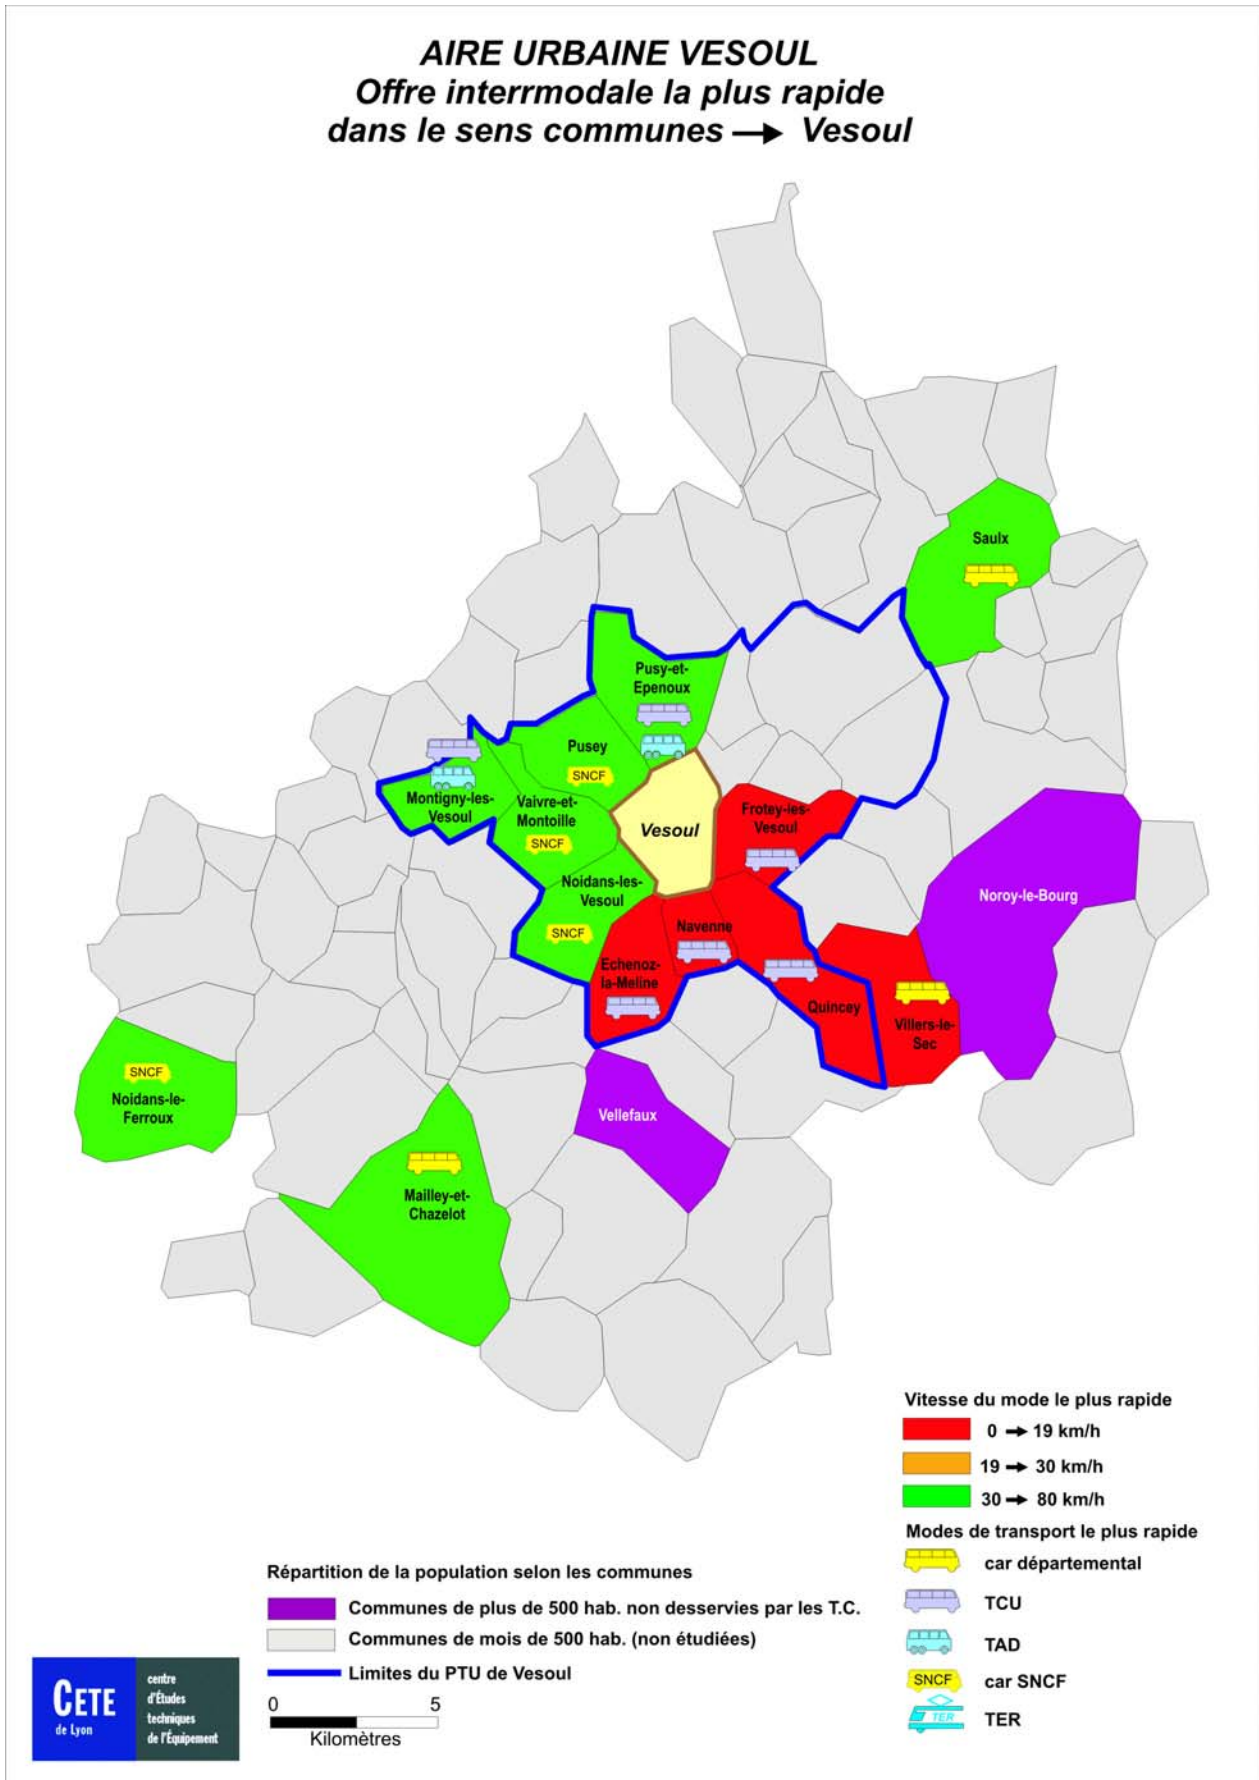 AIRE URBAINE VESOUL
Offre interrmodale la plus rapide
dans le sens communes → Vesoul
Saulx
Pusy-et-
Epenoux
Pusey
SNCF
Montigny-les-
Vesoul
Vaivre-et-
Montoille
SNCF
Vesoul
Frotey-les-
Vesoul
Noidans-les-
Vesoul
SNCF
Noroy-le-Bourg
Navenne
Echenoz-
la-Meline
Quincey
Villers-le-
Sec
SNCF
Noidans-le-
Ferroux
Vellefaux
Mailley-et-
Chazelot
Vitesse du mode le plus rapide
0 → 19 km/h
19 → 30 km/h
30 → 80 km/h
Modes de transport le plus rapide
car départemental
TCU
TAD
SNCF car SNCF
TER TER
Répartition de la population selon les communes
Communes de plus de 500 hab. non desservies par les T.C.
Communes de mois de 500 hab. (non étudiées)
Limites du PTU de Vesoul
0 5
Kilomètres
CETE
de Lyon
centre
d'Études
techniques
de l'Équipement